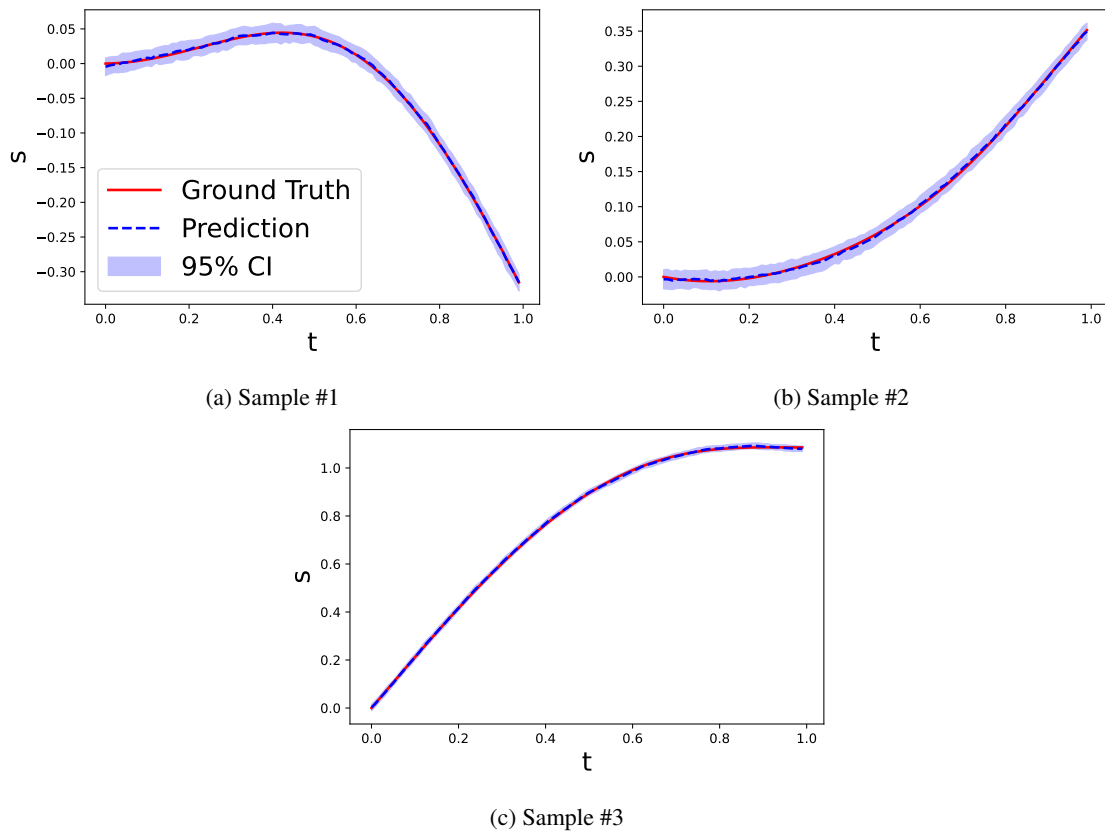 0.05
0.00
−0.05
−0.10
−0.15
−0.20
−0.25
−0.30
s
Ground Truth
Prediction
95% CI
0.0 0.2 0.4 0.6 0.8 1.0
t
(a) Sample #1
0.35
0.30
0.25
0.20
0.15
0.10
0.05
0.00
s
0.0 0.2 0.4 0.6 0.8 1.0
t
(b) Sample #2
1.0
0.8
0.6
0.4
0.2
0.0
s
0.0 0.2 0.4 0.6 0.8 1.0
t
(c) Sample #3